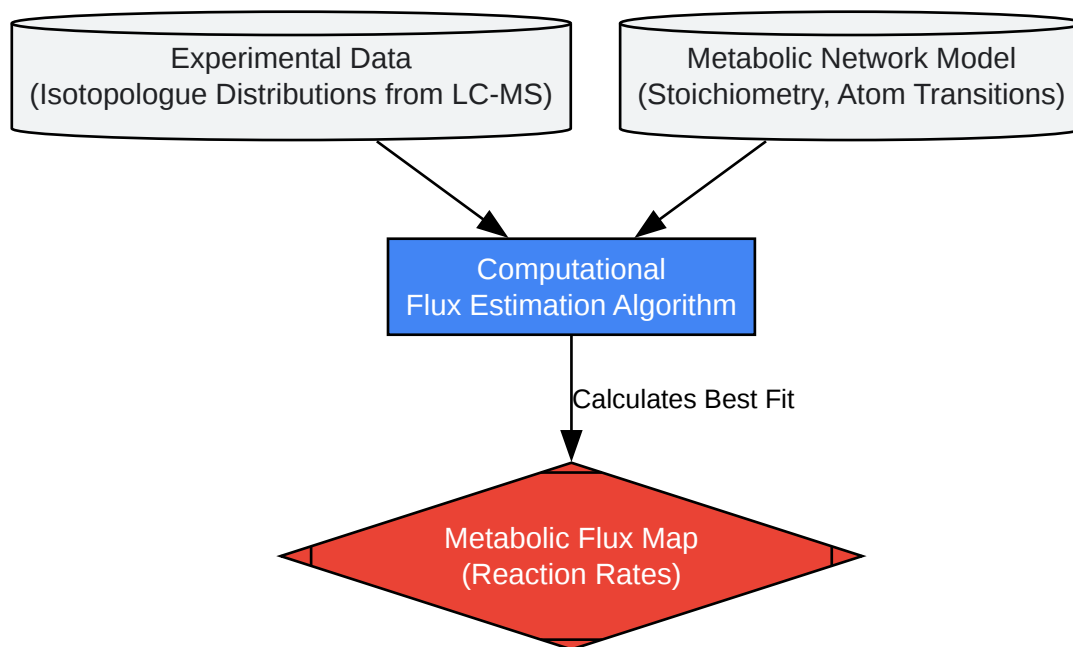 Experimental Data
(Isotopologue Distributions from LC-MS)
Metabolic Network Model
(Stoichiometry, Atom Transitions)
Computational
Flux Estimation Algorithm
Calculates Best Fit
Metabolic Flux Map
(Reaction Rates)